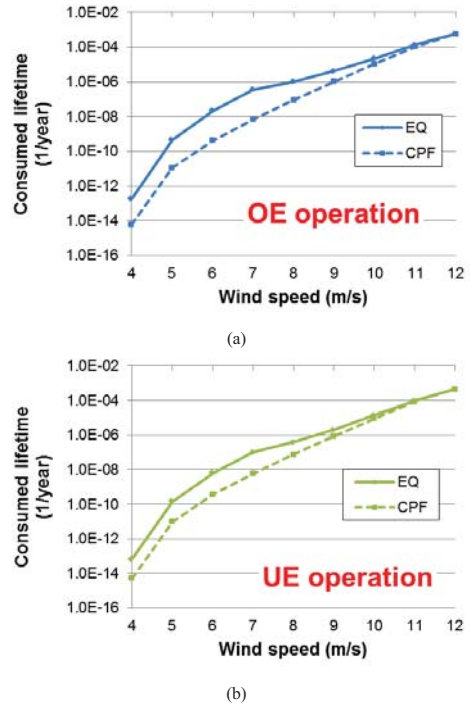 1.0E-02
1.0E-04
1.0E-06
1.0E-08
1.0E-10
1.0E-12
1.0E-14
1.0E-16
Consumed lifetime
(1/year)
EQ
CPF
OE operation
4 5 6 7 8 9 10 11 12
Wind speed (m/s)
(a)
1.0E-02
1.0E-04
1.0E-06
1.0E-08
1.0E-10
1.0E-12
1.0E-14
1.0E-16
Consumed lifetime
(1/year)
EQ
CPF
UE operation
4 5 6 7 8 9 10 11 12
Wind speed (m/s)
(b)